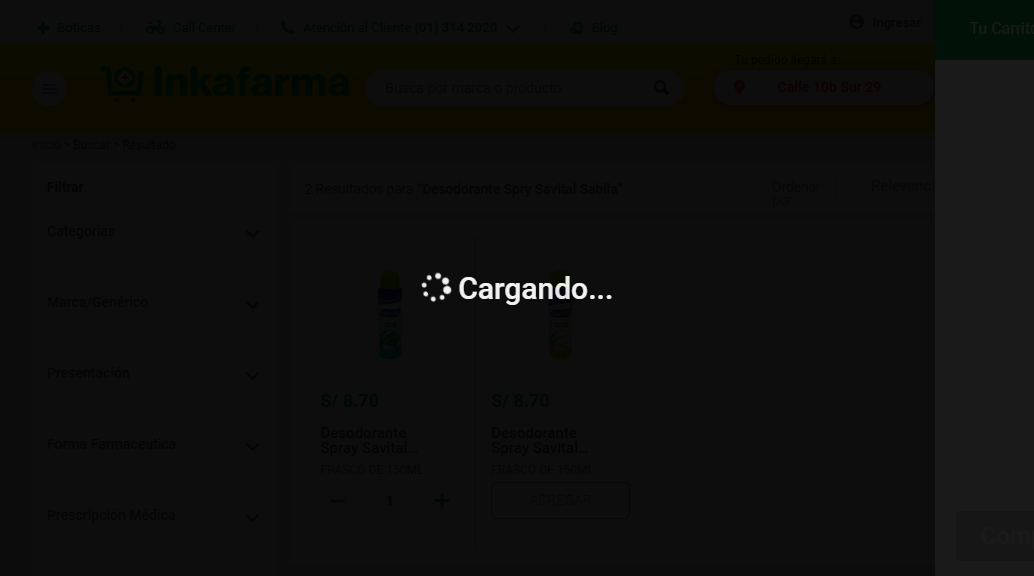 Boticas
Call Center
Atención al Cliente (01) 314 2020
Blog
Ingresar
Tu Carrito
Inkafarma
Busca por marca o producto
Tu pedido llegará a
Calle 10b Sur 29
Inicio > Buscar > Resultado
Filtrar
2 Resultados para "Desodorante Spry Savital Sabila"
Ordenar
por
Categorías
Marca/Genérico
Presentación
Forma Farmaceutica
Prescripción Médica
Cargando...
S/ 8.70
Desodorante
Spray Savital...
FRASCO DE 150ML
1
S/ 8.70
Desodorante
Spray Savital...
FRASCO DE 150ML
AGREGAR